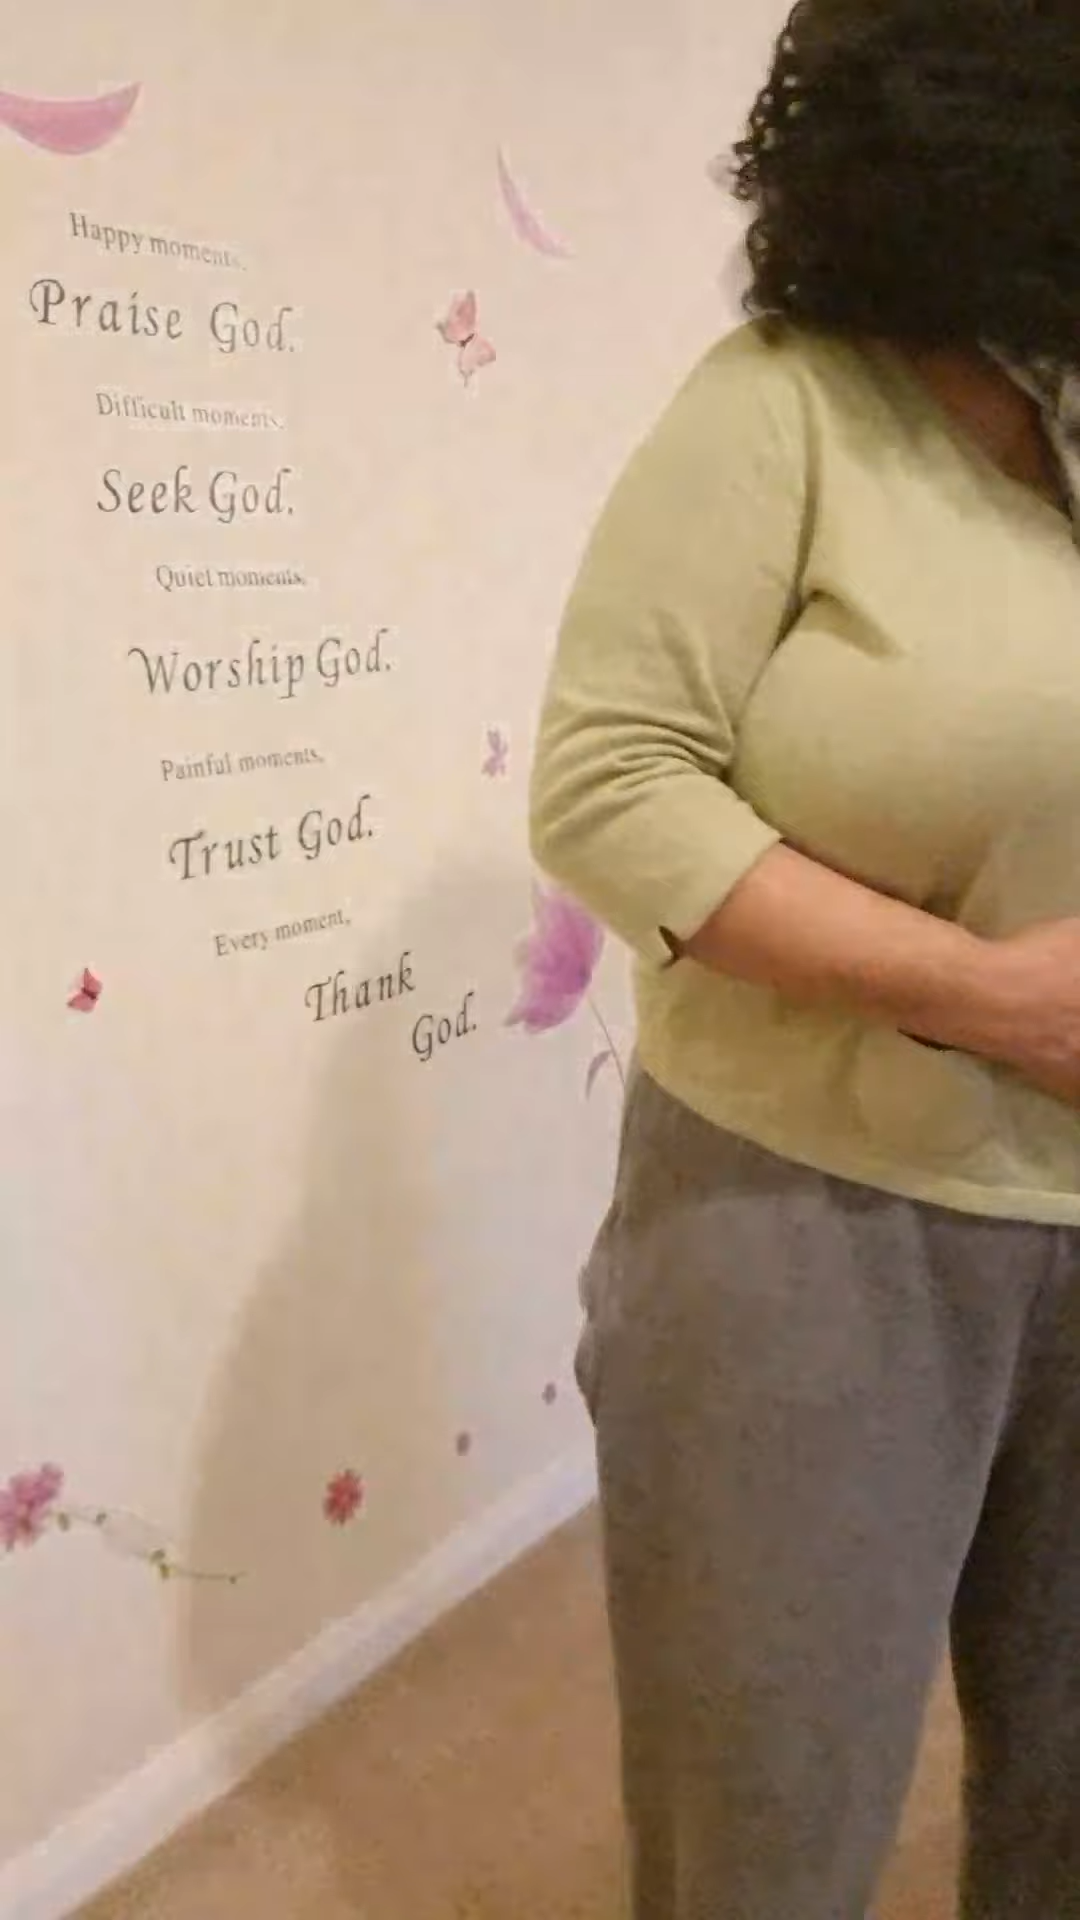 Happy moments,
Praise God.
Difficult moments,
Seek God.
Quiet moments,
Worship God.
Painful moments,
Trust God.
Every moment,
Thank
God.